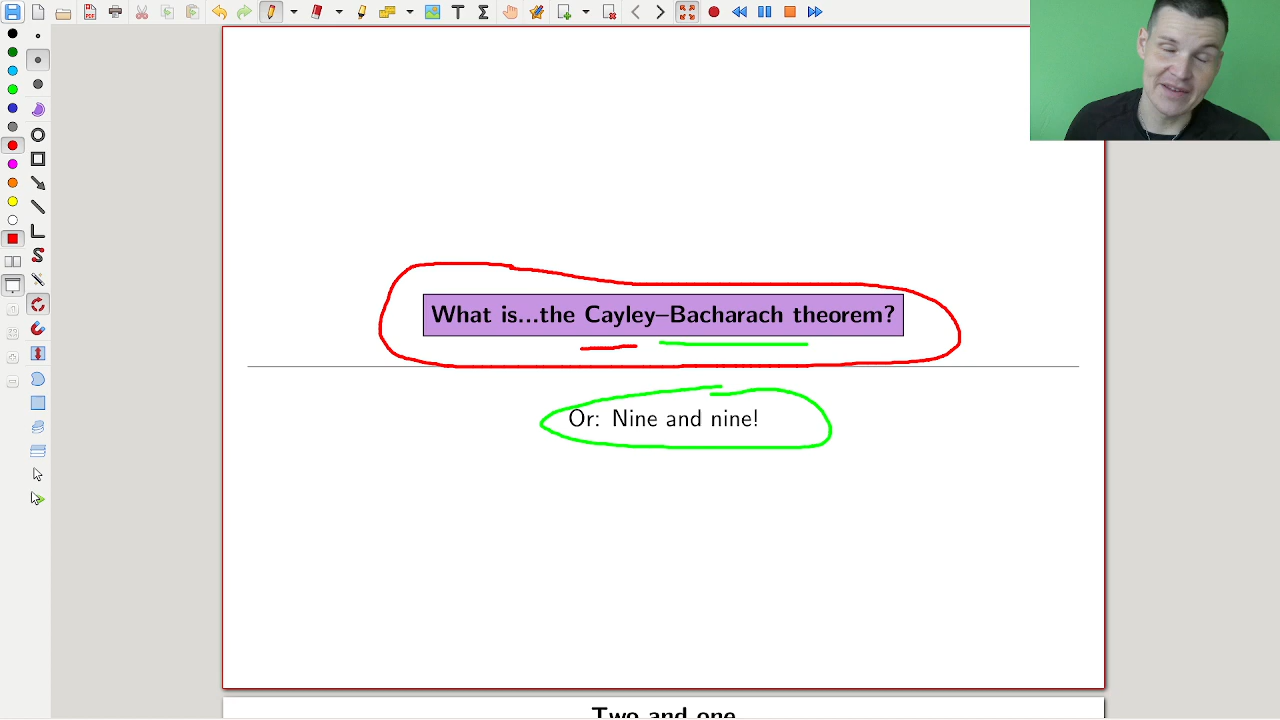 What is...the Cayley–Bacharach theorem?
Or: Nine and nine!
Two and one